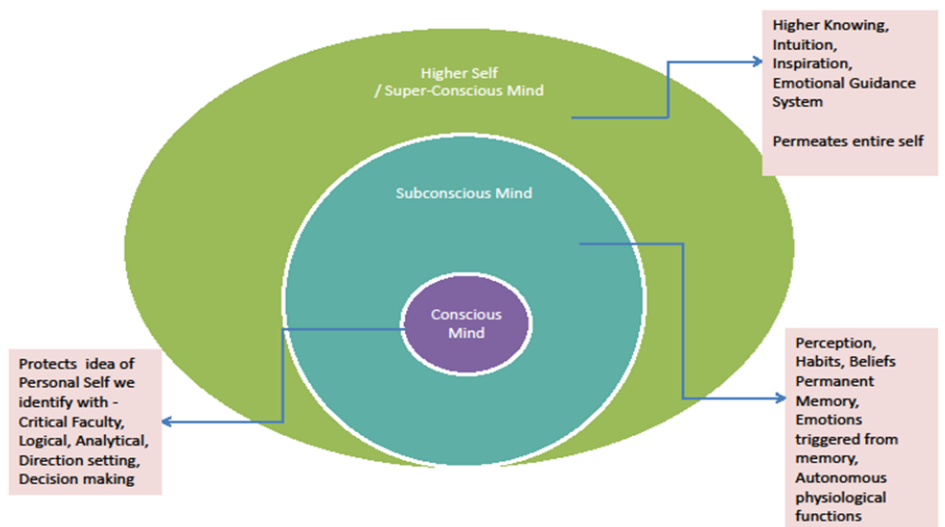 Higher Self
/ Super-Conscious Mind
Higher Knowing,
Intuition,
Inspiration,
Emotional Guidance
System
Permeates entire self
Subconscious Mind
Conscious
Mind
Protects idea of
Personal Self we
identify with -
Critical Faculty,
Logical, Analytical,
Direction setting,
Decision making
Perception,
Habits, Beliefs
Permanent
Memory,
Emotions
triggered from
memory,
Autonomous
physiological
functions